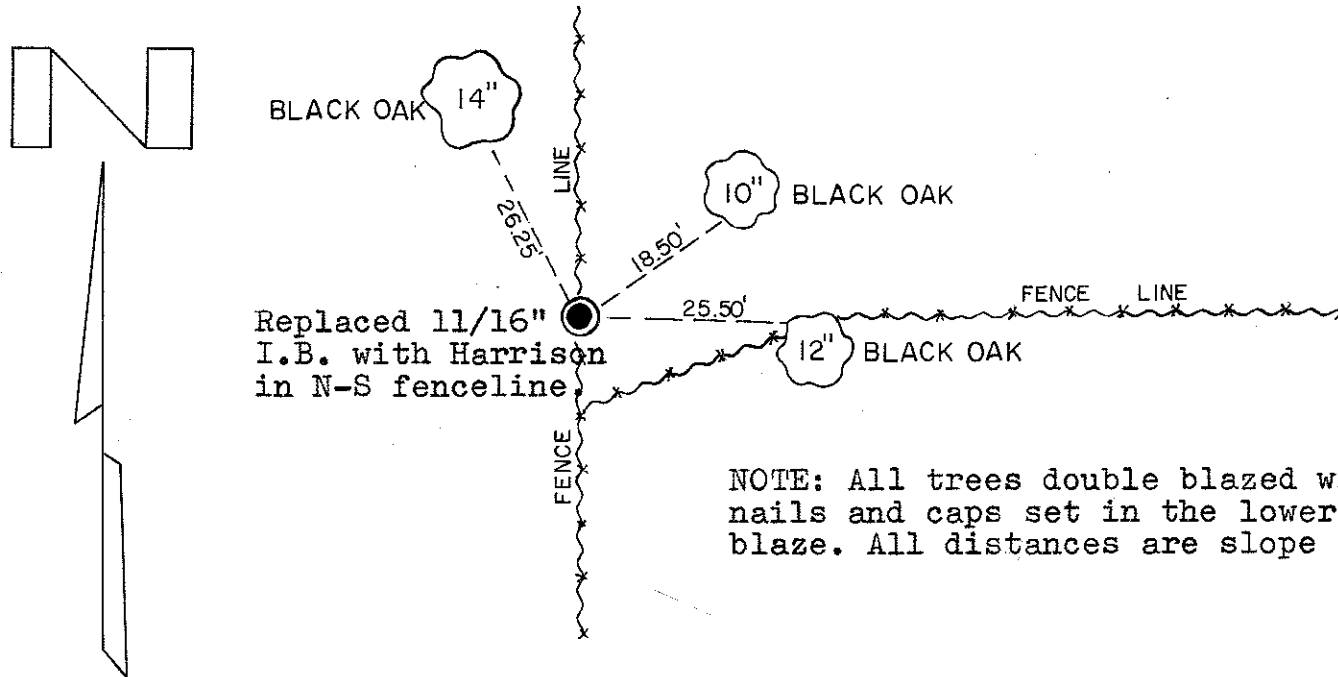 N
BLACK OAK
14"
LINE
10"
BLACK OAK
26.25'
18.50'
25.50'
FENCE LINE
Replaced 11/16"
I.B. with Harrison
in N-S fenceline.
12"
BLACK OAK
FENCE
NOTE: All trees double blazed w
nails and caps set in the lower
blaze. All distances are slope